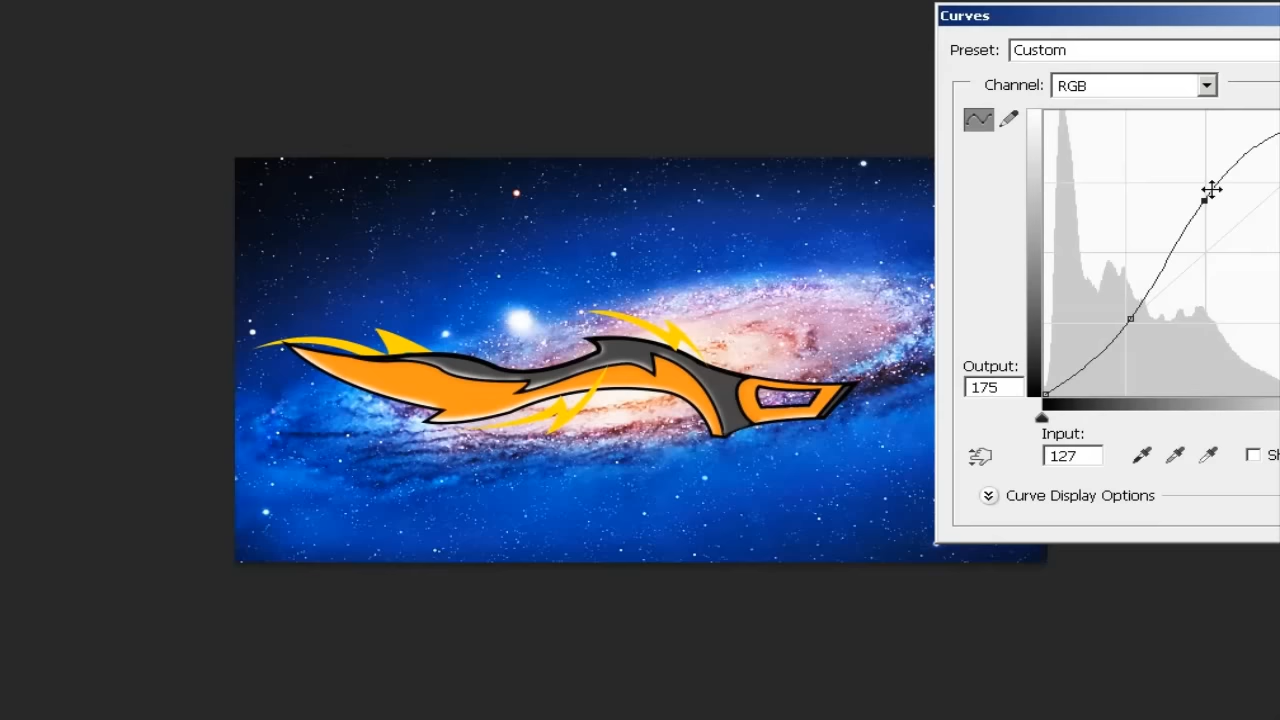 Curves
Preset: Custom
Channel: RGB
Output:
175
Input:
127
Sh
Curve Display Options